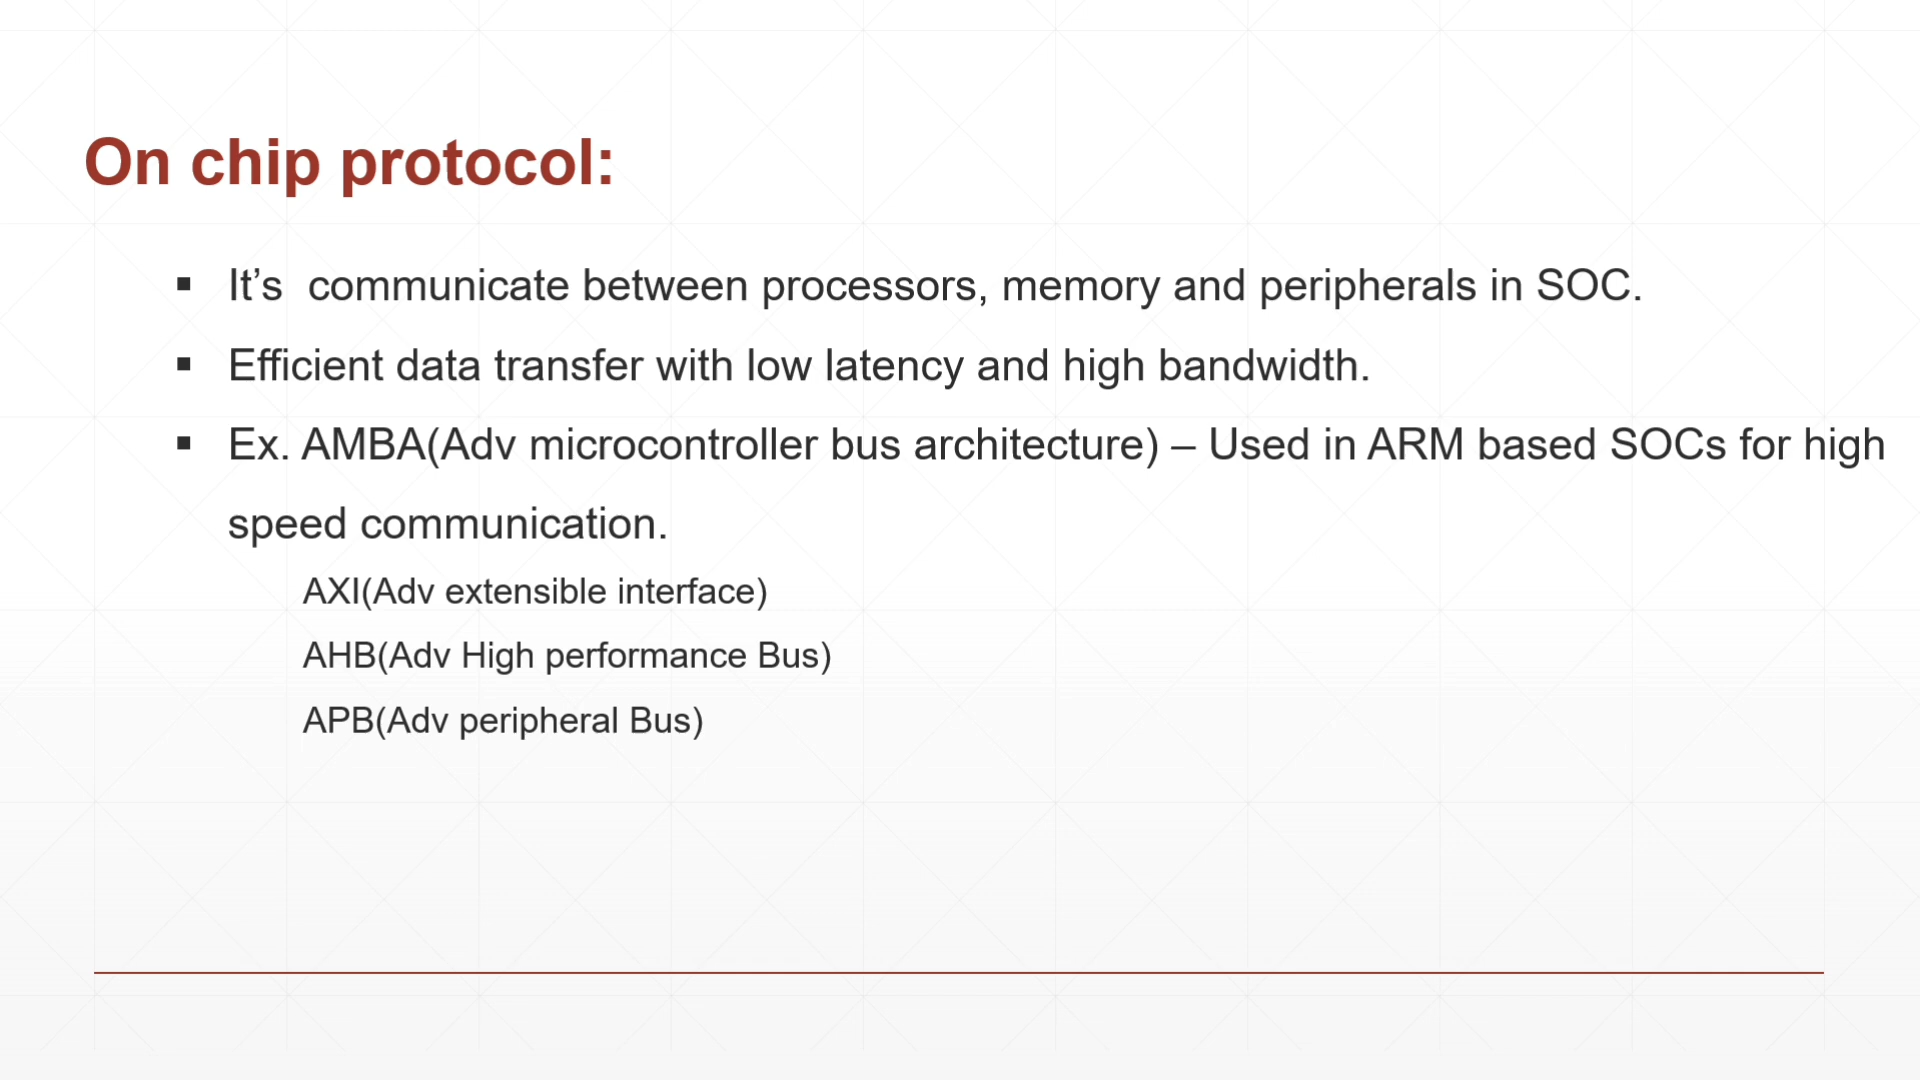 On chip protocol:
▪ It’s  communicate between processors, memory and peripherals in SOC.
▪ Efficient data transfer with low latency and high bandwidth.
▪ Ex. AMBA(Adv microcontroller bus architecture) – Used in ARM based SOCs for high
speed communication.
AXI(Adv extensible interface)
AHB(Adv High performance Bus)
APB(Adv peripheral Bus)